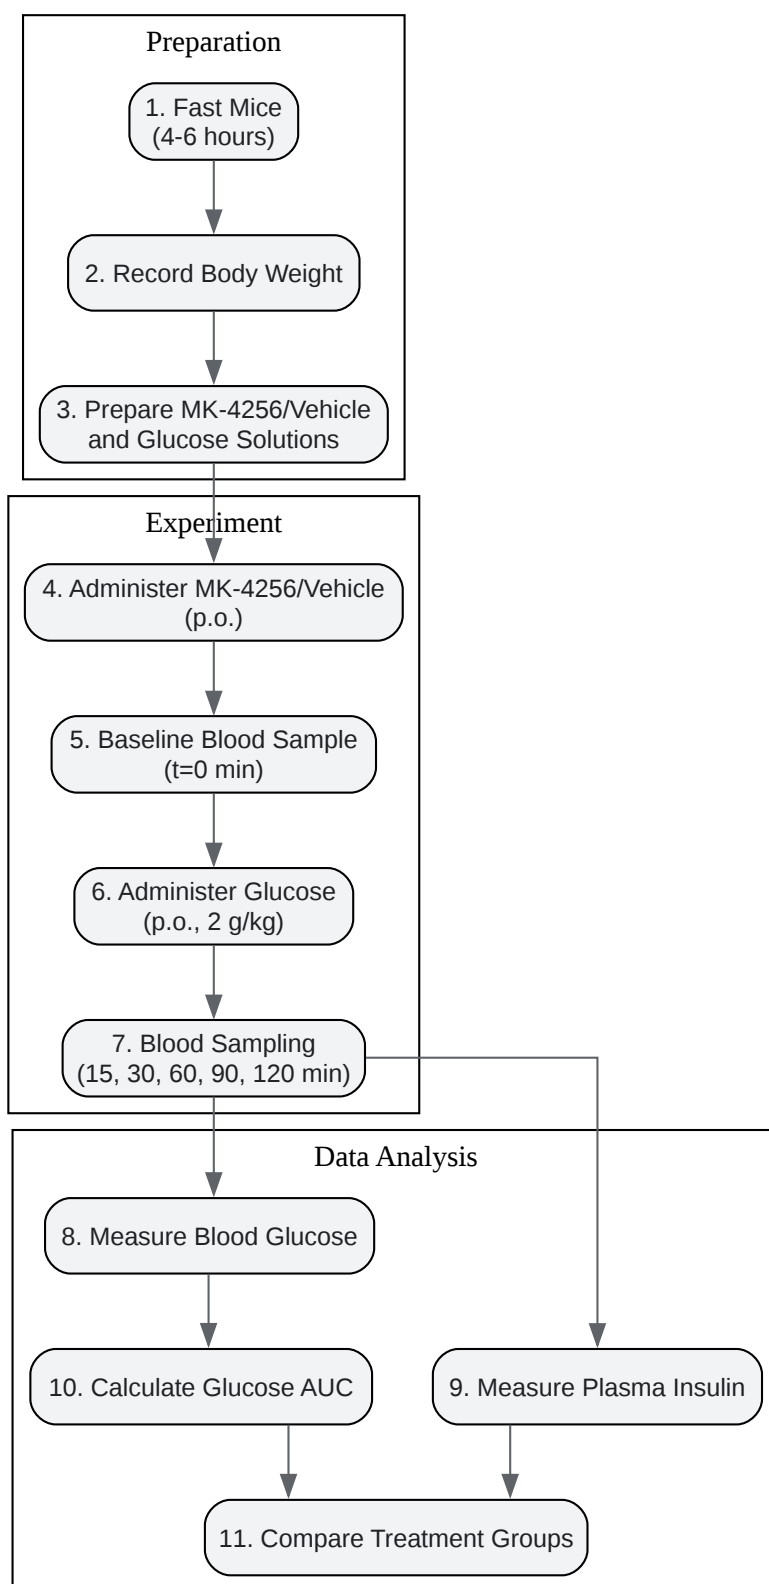 Preparation
1. Fast Mice
(4-6 hours)
2. Record Body Weight
3. Prepare MK-4256/Vehicle
and Glucose Solutions
Experiment
4. Administer MK-4256/Vehicle
(p.o.)
5. Baseline Blood Sample
(t=0 min)
6. Administer Glucose
(p.o., 2 g/kg)
7. Blood Sampling
(15, 30, 60, 90, 120 min)
Data Analysis
8. Measure Blood Glucose
10. Calculate Glucose AUC
9. Measure Plasma Insulin
11. Compare Treatment Groups